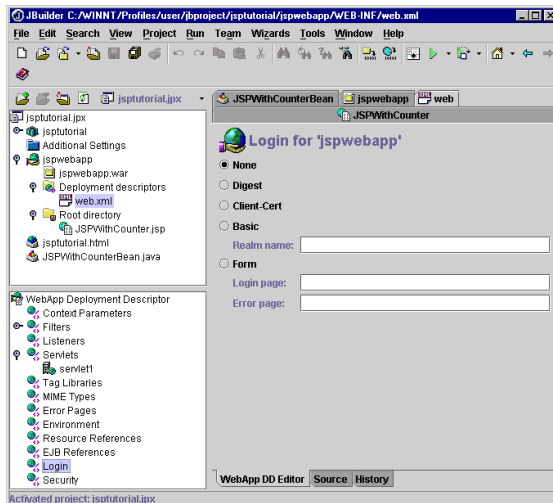 JBuilder C:/WINNT/Profiles/user/jbproject/jsptutorial/jspwebapp/WEB-INF/web.xml
File Edit Search View Project Run Team Wizards Tools Window Help
jsptutorial.jpx
jsptutorial.jpx
jsptutorial
Additional Settings
jspwebapp
jspwebapp.war
Deployment descriptors
web.xml
Root directory
JSPWithCounter.jsp
jsptutorial.html
JSPWithCounterBean.java
WebApp Deployment Descriptor
Context Parameters
Filters
Listeners
Servlets
servlet1
Tag Libraries
MIME Types
Error Pages
Environment
Resource References
EJB References
Login
Security
JSPWithCounterBean jspwebapp web
JSPWithCounter
Login for 'jspwebapp'
None
Digest
Client-Cert
Basic
Realm name:
Form
Login page:
Error page:
WebApp DD Editor Source History
Activated project: jsptutorial.jpx